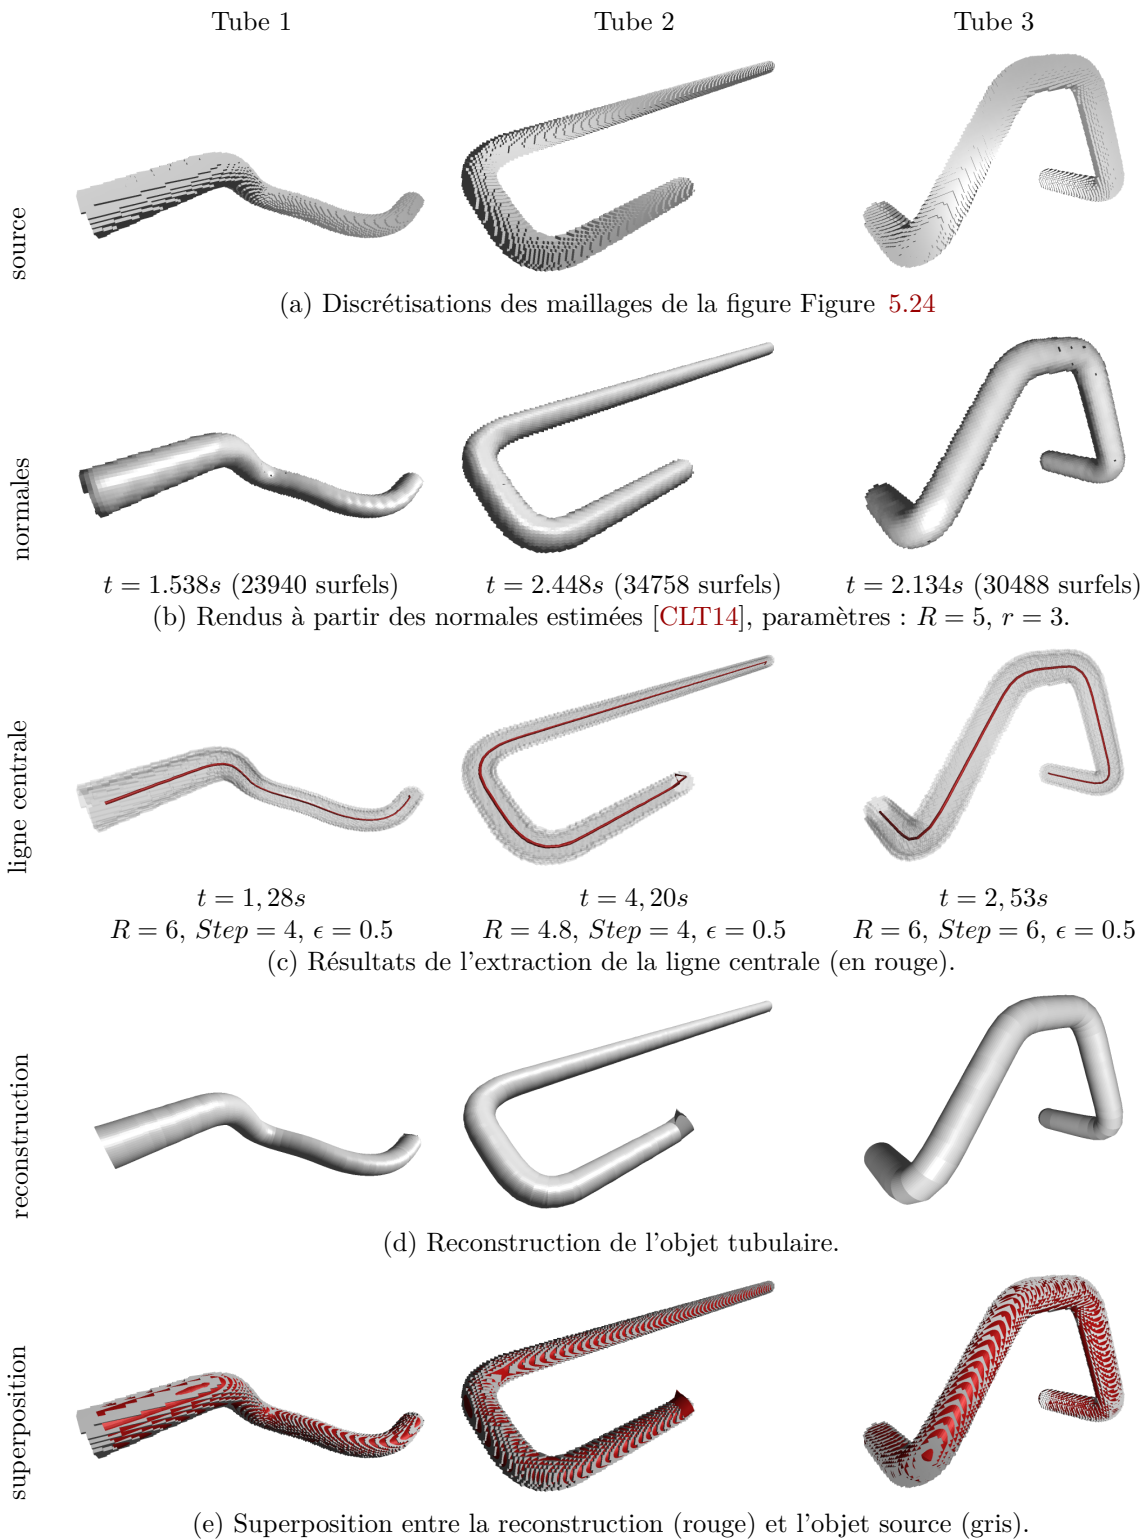 Tube 1 Tube 2 Tube 3
source
(a) Discrétisations des maillages de la figure Figure 5.24
normales
t = 1.538s (23940 surfels) t = 2.448s (34758 surfels) t = 2.134s (30488 surfels)
(b) Rendus à partir des normales estimées [CLT14], paramètres : R = 5, r = 3.
ligne centrale
t = 1, 28s t = 4, 20s t = 2, 53s
R = 6, Step = 4, ϵ = 0.5 R = 4.8, Step = 4, ϵ = 0.5 R = 6, Step = 6, ϵ = 0.5
(c) Résultats de l'extraction de la ligne centrale (en rouge).
reconstruction
(d) Reconstruction de l'objet tubulaire.
superposition
(e) Superposition entre la reconstruction (rouge) et l'objet source (gris).